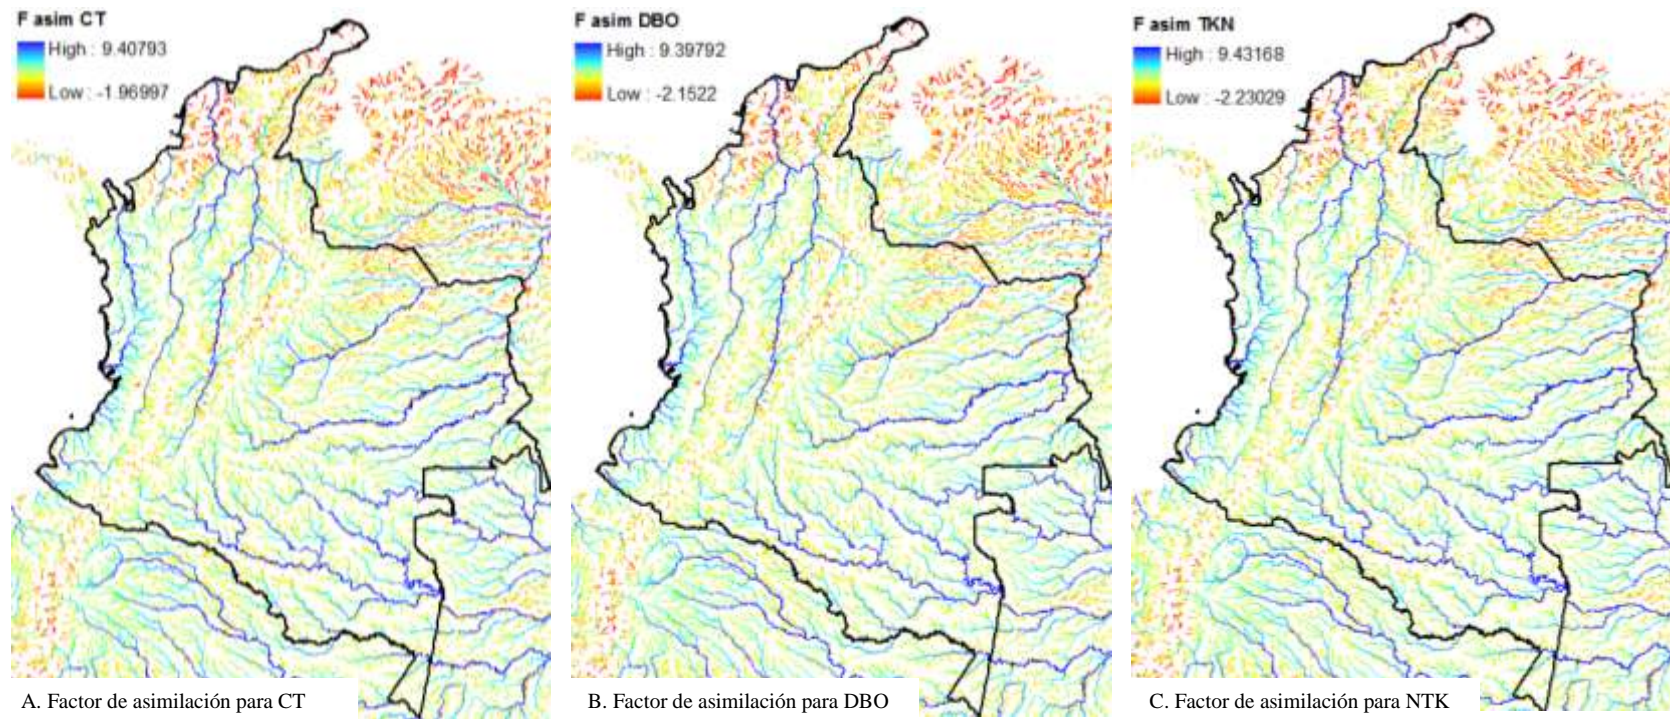 F asim CT
High : 9.40793
Low : -1.96997
F asim DBO
High : 9.39792
Low : -2.1522
F asim TKN
High : 9.43168
Low : -2.23029
A. Factor de asimilación para CT
B. Factor de asimilación para DBO
C. Factor de asimilación para NTK